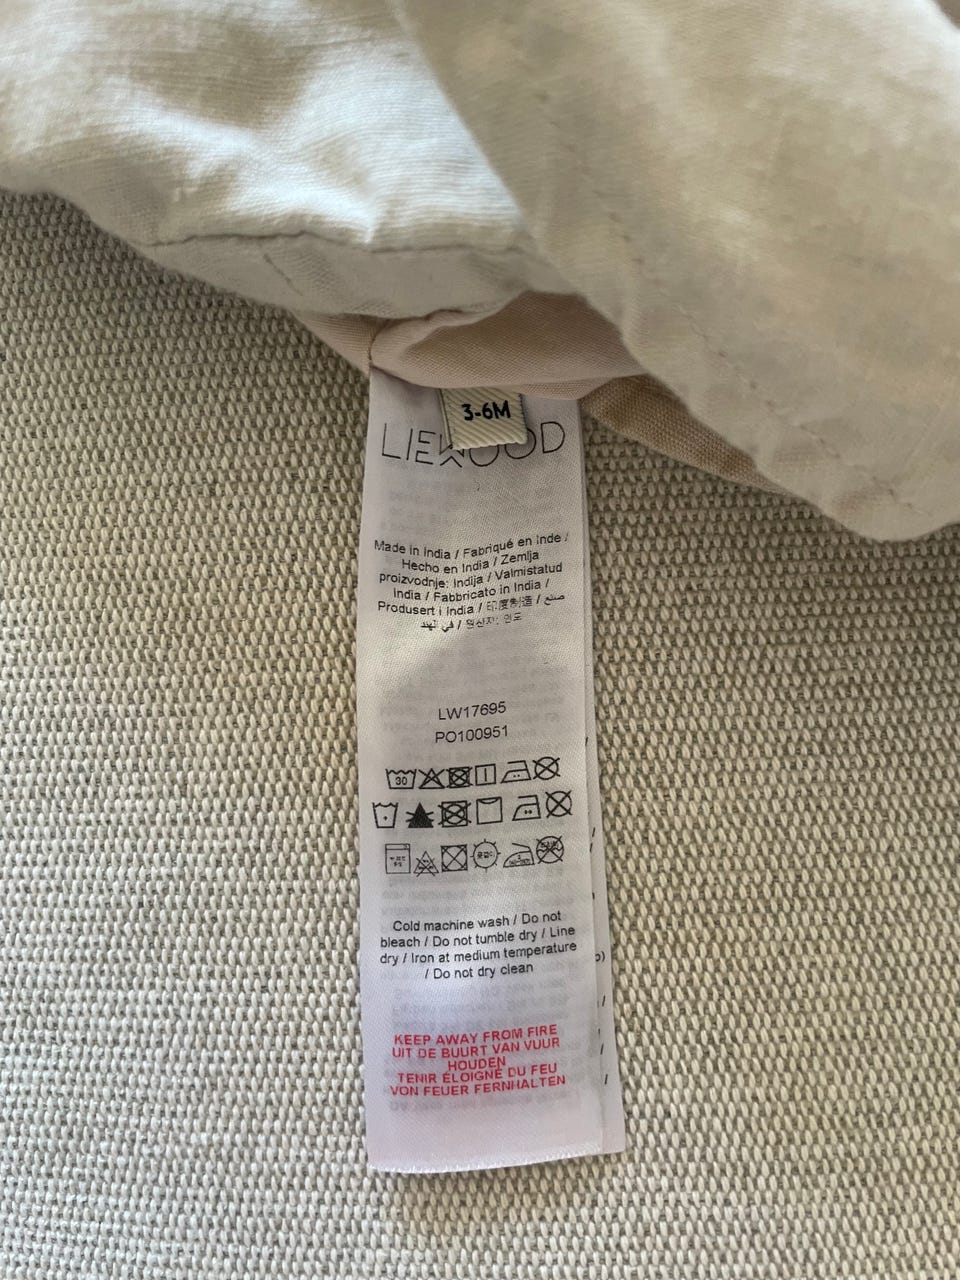 3-6M
LIEWOOD
Made in India / Fabriqué en Inde /
Hecho en India / Zemlja
proizvodnje: Indija / Valmistatud
India / Fabbricato in India /
Produsert i India / 印度制造 / صنع
في الهند / 원산지: 인도
LW17695
PO100951
30
Cold machine wash / Do not
bleach / Do not tumble dry / Line
dry / Iron at medium temperature
/ Do not dry clean
KEEP AWAY FROM FIRE
UIT DE BUURT VAN VUUR
HOUDEN
TENIR ÉLOIGNÉ DU FEU
VON FEUER FERNHALTEN